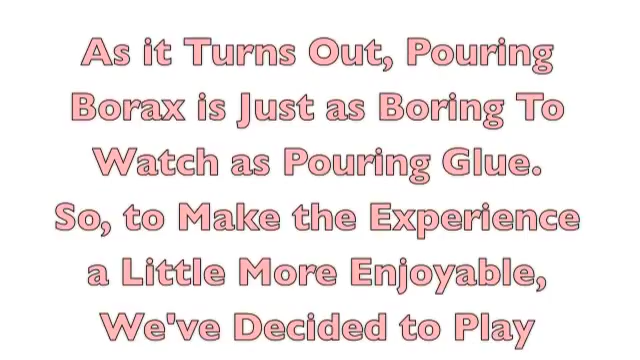 As it Turns Out, Pouring
Borax is Just as Boring To
Watch as Pouring Glue.
So, to Make the Experience
a Little More Enjoyable,
We've Decided to Play